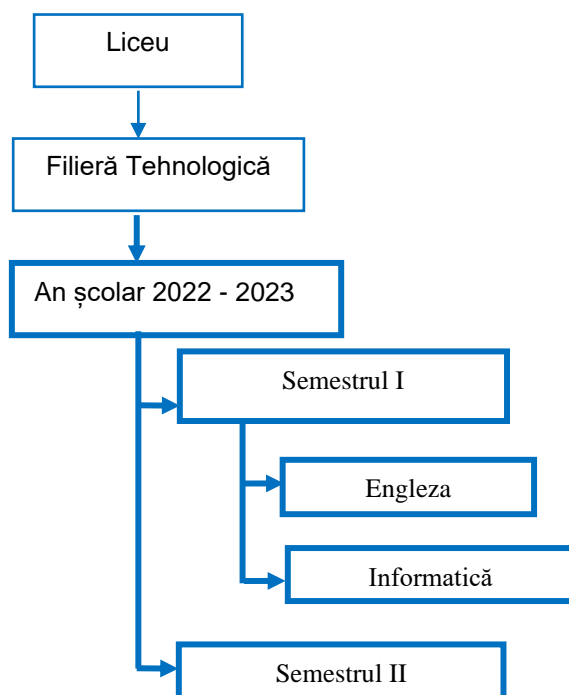 Liceu
Filieră Tehnologică
An școlar 2022 - 2023
Semestrul I
Engleza
Informatică
Semestrul II